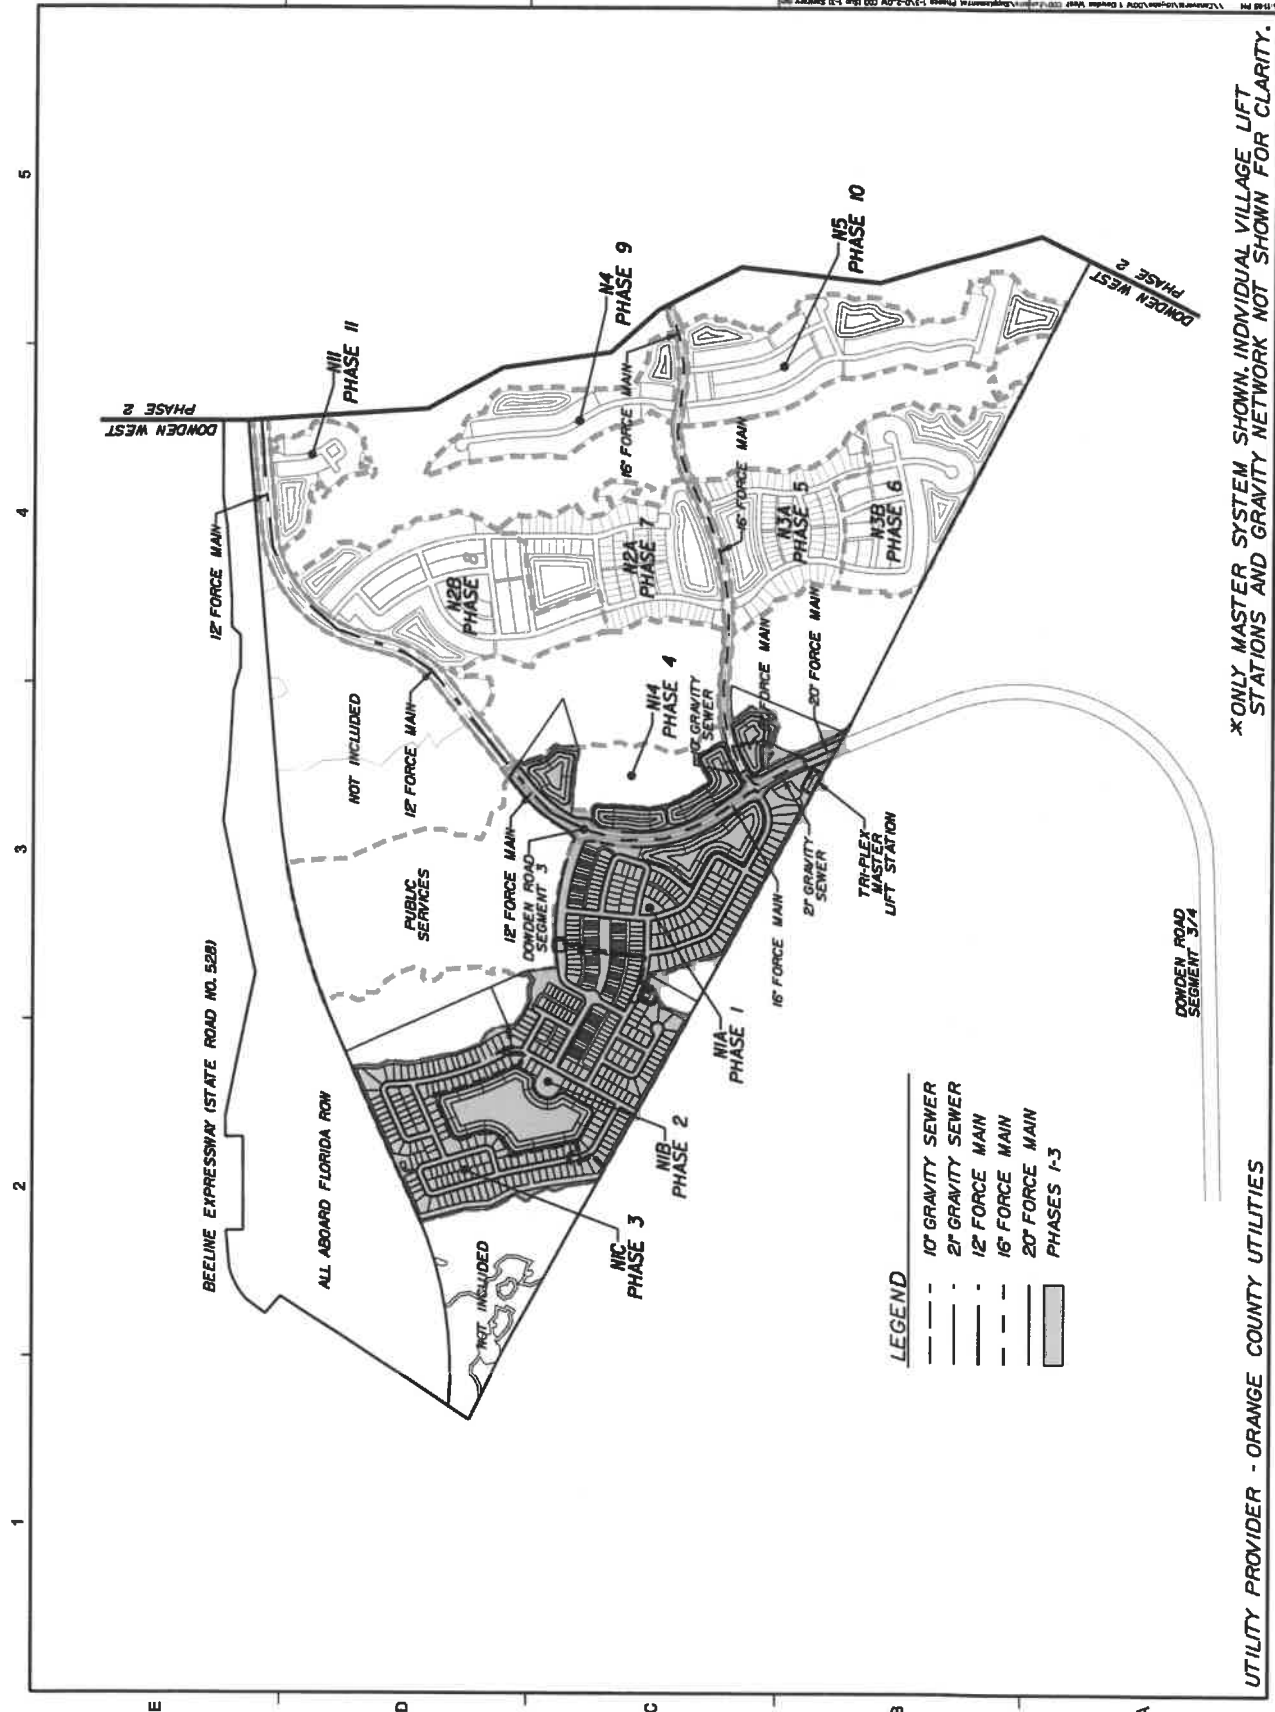 1
2
3
4
5
E
D
C
A
BEELINE EXPRESSWAY (STATE ROAD NO. 528)
ALL ABOARD FLORIDA ROW
12" FORCE MAIN
DOWDEN WEST
PHASE 2
N11
PHASE 11
NOT INCLUDED
PUBLIC
SERVICES
12" FORCE MAIN
12" FORCE MAIN
DOWDEN ROAD
SEGMENT 3
N2B
PHASE 8
N4
PHASE 9
16" FORCE MAIN
N2A
PHASE 7
N14
PHASE 4
10" GRAVITY
SEWER
16" FORCE MAIN
N3A
PHASE 5
N5
PHASE 10
N3B
PHASE 6
FORCE MAIN
20" FORCE MAIN
DOWDEN WEST
PHASE 2
NOT INCLUDED
N1C
PHASE 3
N1B
PHASE 2
N1A
PHASE 1
16" FORCE MAIN
21" GRAVITY
SEWER
TRI-PLEX
MASTER
LIFT STATION
DOWDEN ROAD
SEGMENT 3/4
LEGEND
10" GRAVITY SEWER
21" GRAVITY SEWER
12" FORCE MAIN
16" FORCE MAIN
20" FORCE MAIN
PHASES 1-3
UTILITY PROVIDER - ORANGE COUNTY UTILITIES
*ONLY MASTER SYSTEM SHOWN. INDIVIDUAL VILLAGE LIFT
STATIONS AND GRAVITY NETWORK NOT SHOWN FOR CLARITY.